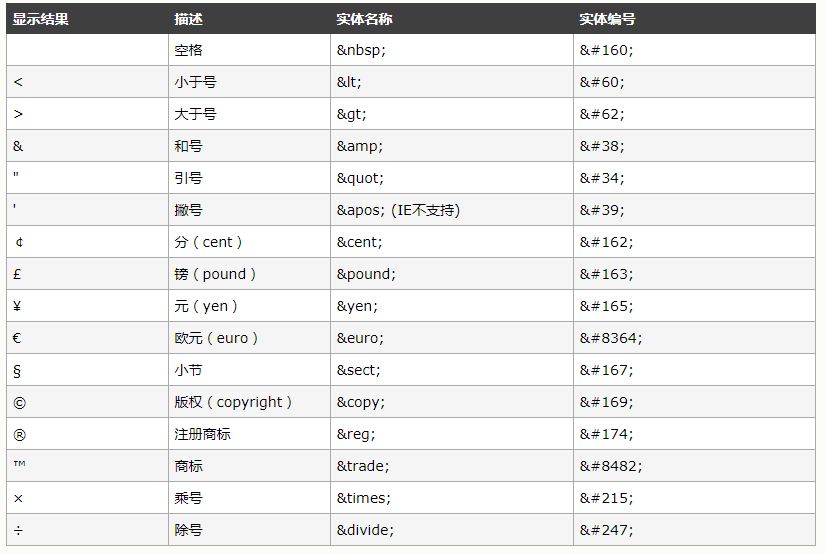 显示结果 描述 实体名称 实体编号
空格 &nbsp; &#160;
< 小于号 &lt; &#60;
> 大于号 &gt; &#62;
& 和号 &amp; &#38;
" 引号 &quot; &#34;
' 撇号 &apos; (IE不支持) &#39;
￠ 分（cent） &cent; &#162;
£ 镑（pound） &pound; &#163;
¥ 元（yen） &yen; &#165;
€ 欧元（euro） &euro; &#8364;
§ 小节 &sect; &#167;
© 版权（copyright） &copy; &#169;
® 注册商标 &reg; &#174;
™ 商标 &trade; &#8482;
× 乘号 &times; &#215;
÷ 除号 &divide; &#247;